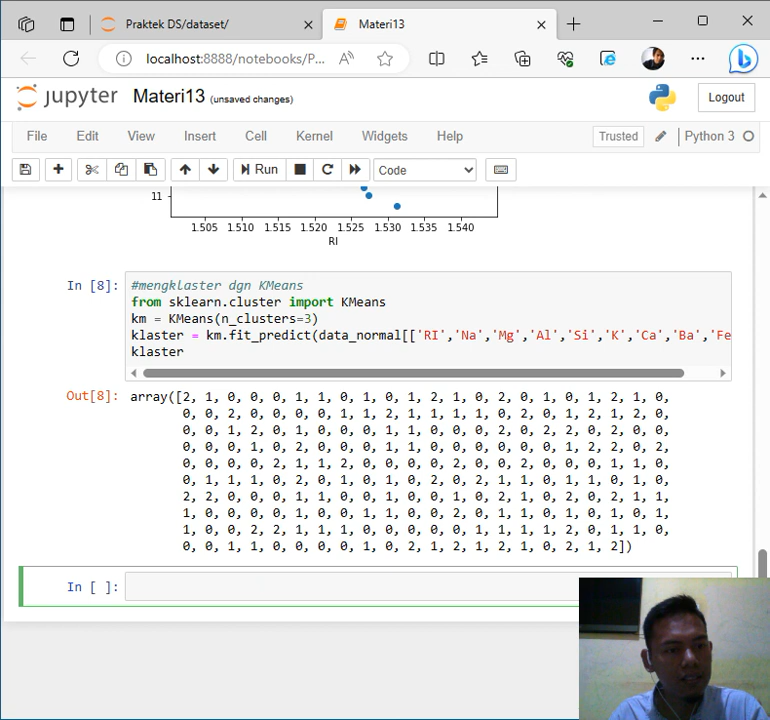 Praktek DS/dataset/
Materi13
localhost:8888/notebooks/P...
jupyter Materi13 (unsaved changes)
Logout
File Edit View Insert Cell Kernel Widgets Help
Trusted Python 3
Run Code
11
1.505 1.510 1.515 1.520 1.525 1.530 1.535 1.540
RI
In [8]: #mengklaster dgn KMeans
from sklearn.cluster import KMeans
km = KMeans(n_clusters=3)
klaster = km.fit_predict(data_normal[['RI','Na','Mg','Al','Si','K','Ca','Ba','Fe
klaster
Out[8]: array([2, 1, 0, 0, 0, 1, 1, 0, 1, 0, 1, 2, 1, 0, 2, 0, 1, 0, 1, 2, 1, 0,
0, 0, 2, 0, 0, 0, 0, 1, 1, 2, 1, 1, 1, 1, 0, 2, 0, 1, 2, 1, 2, 0,
0, 0, 1, 2, 0, 1, 0, 0, 1, 1, 0, 0, 0, 2, 0, 2, 2, 0, 2, 0, 0,
0, 0, 0, 1, 0, 2, 0, 0, 1, 1, 0, 0, 0, 0, 0, 0, 0, 1, 2, 2, 0, 2,
0, 0, 0, 0, 2, 1, 1, 2, 0, 0, 0, 0, 2, 0, 0, 2, 0, 0, 0, 1, 1, 0,
0, 1, 1, 1, 0, 2, 0, 1, 0, 1, 0, 2, 0, 2, 1, 1, 0, 1, 1, 0, 1, 0,
2, 2, 0, 0, 0, 1, 1, 0, 0, 1, 0, 0, 1, 0, 2, 1, 0, 2, 0, 2, 1, 1,
1, 0, 0, 0, 0, 1, 0, 0, 1, 0, 1, 0, 2, 0, 1, 1, 0, 1, 0, 1, 0, 1,
1, 0, 0, 2, 2, 1, 1, 1, 0, 0, 0, 0, 0, 1, 1, 1, 1, 2, 0, 1, 1, 0,
0, 0, 1, 1, 0, 0, 0, 0, 1, 0, 2, 1, 2, 1, 2, 1, 1, 0, 2, 1, 2])
In [ ]: